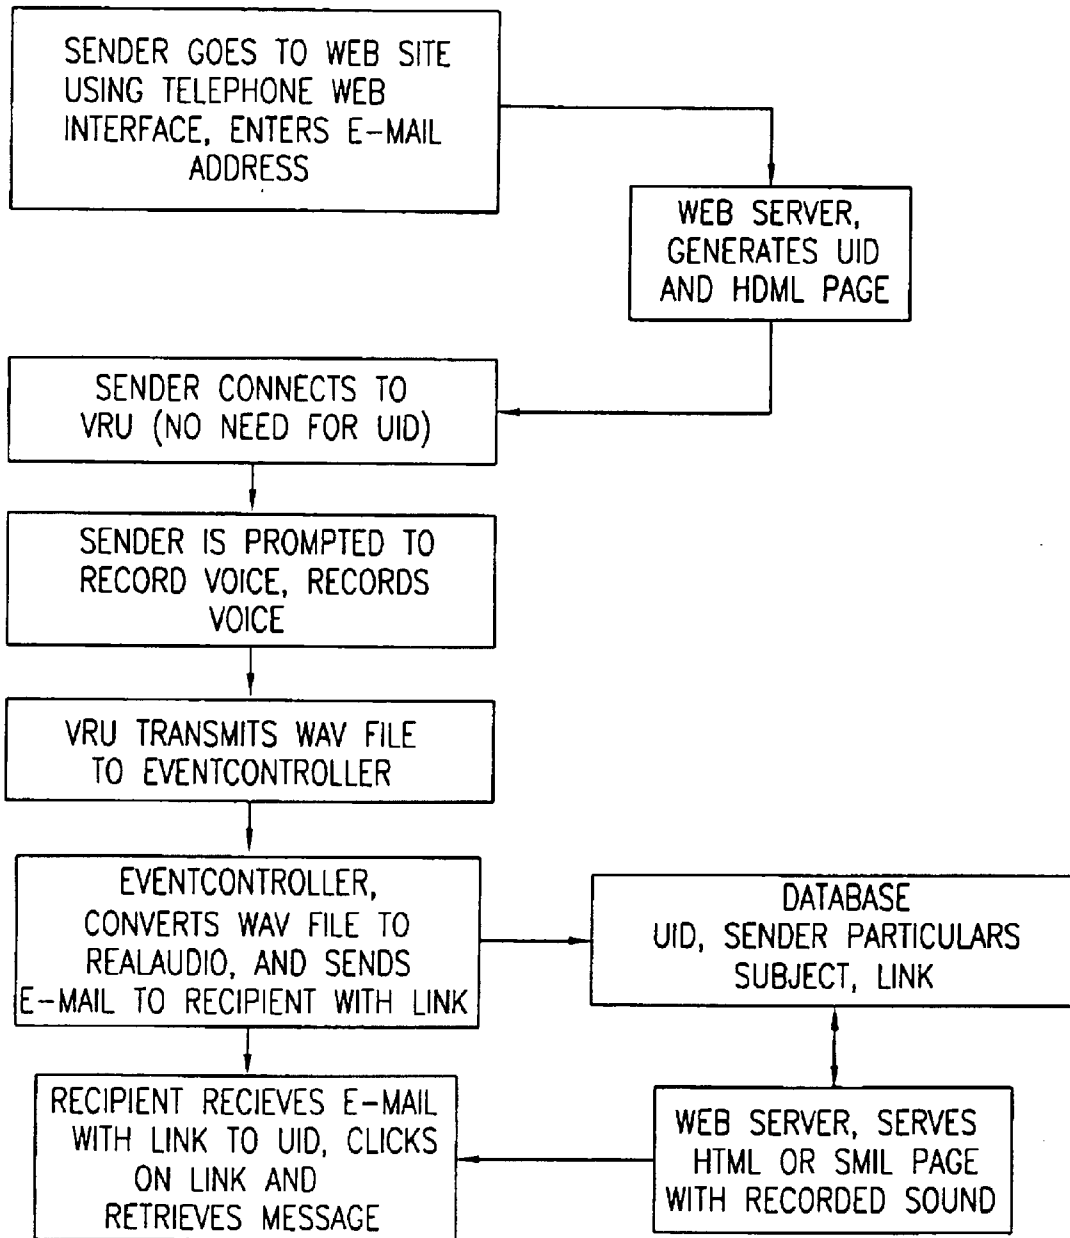 SENDER GOES TO WEB SITE
USING TELEPHONE WEB
INTERFACE, ENTERS E-MAIL
ADDRESS
WEB SERVER,
GENERATES UID
AND HDML PAGE
SENDER CONNECTS TO
VRU (NO NEED FOR UID)
SENDER IS PROMPTED TO
RECORD VOICE, RECORDS
VOICE
VRU TRANSMITS WAV FILE
TO EVENTCONTROLLER
EVENTCONTROLLER,
CONVERTS WAV FILE TO
REALAUDIO, AND SENDS
E-MAIL TO RECIPIENT WITH LINK
DATABASE
UID, SENDER PARTICULARS
SUBJECT, LINK
RECIPIENT RECIEVES E-MAIL
WITH LINK TO UID, CLICKS
ON LINK AND
RETRIEVES MESSAGE
WEB SERVER, SERVES
HTML OR SMIL PAGE
WITH RECORDED SOUND